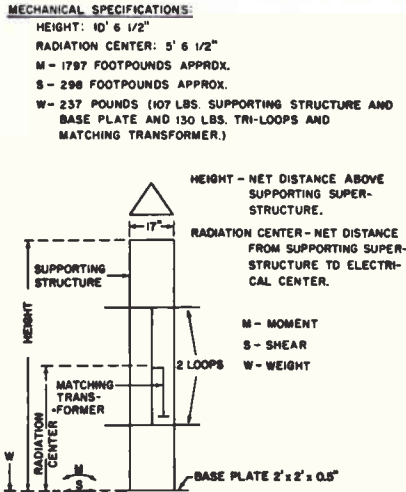 MECHANICAL SPECIFICATIONS:
HEIGHT: 10' 6 1/2"
RADIATION CENTER: 5' 6 1/2"
M - 1797 FOOTPOUNDS APPROX.
S - 298 FOOTPOUNDS APPROX.
W - 237 POUNDS (107 LBS. SUPPORTING STRUCTURE AND
BASE PLATE AND 130 LBS. TRI-LOOPS AND
MATCHING TRANSFORMER.)
HEIGHT - NET DISTANCE ABOVE
SUPPORTING SUPER-
STRUCTURE.
17"
RADIATION CENTER - NET DISTANCE
FROM SUPPORTING SUPER-
STRUCTURE TO ELECTRI-
CAL CENTER.
SUPPORTING
STRUCTURE
HEIGHT
M - MOMENT
S - SHEAR
W - WEIGHT
2 LOOPS
MATCHING
TRANS-
FORMER
RADIATION
CENTER
W
M
S
BASE PLATE 2' x 2' x 0.5"